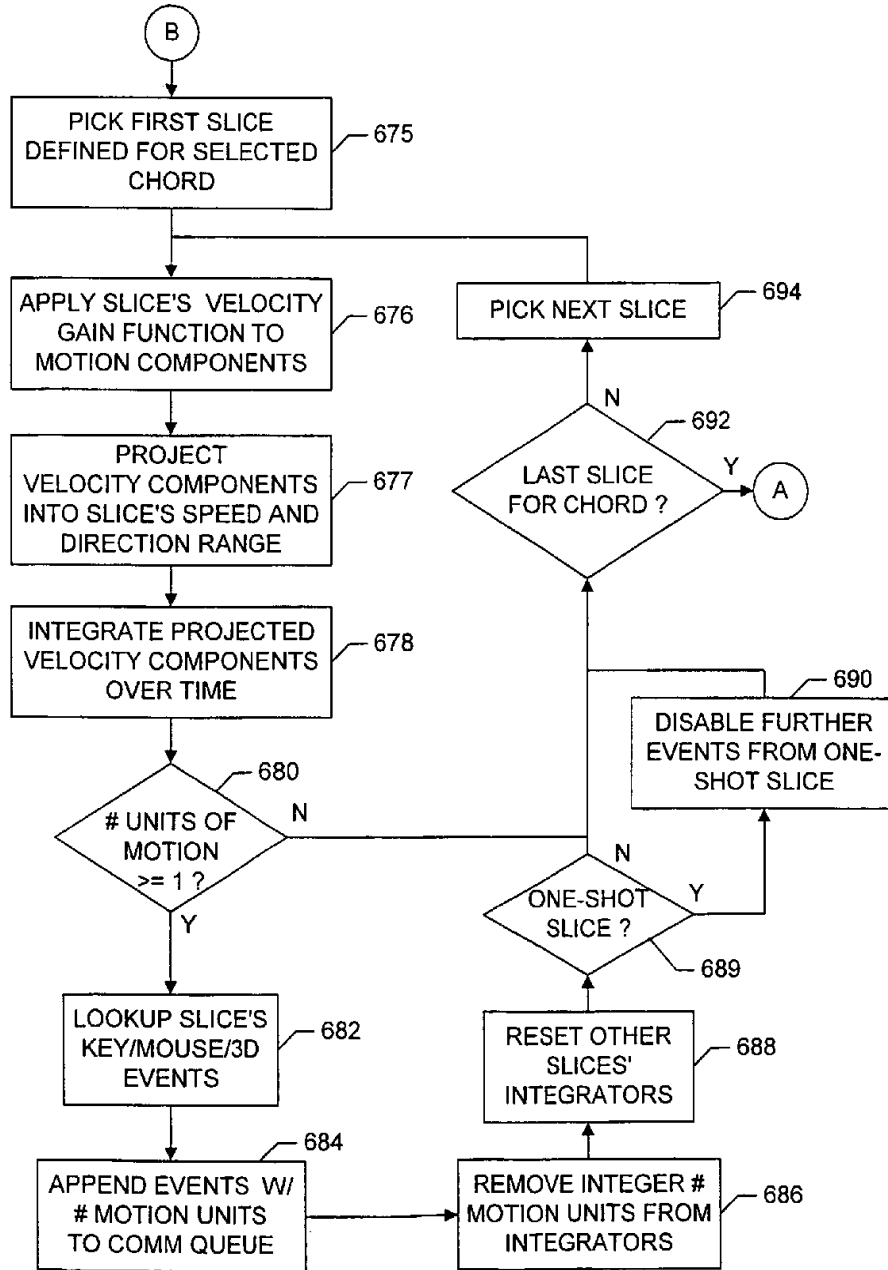 B
PICK FIRST SLICE
DEFINED FOR SELECTED
CHORD
675
APPLY SLICE'S VELOCITY
GAIN FUNCTION TO
MOTION COMPONENTS
676
PROJECT
VELOCITY COMPONENTS
INTO SLICE'S SPEED AND
DIRECTION RANGE
677
INTEGRATE PROJECTED
VELOCITY COMPONENTS
OVER TIME
678
# UNITS OF
MOTION
>= 1 ?
680
N
Y
LOOKUP SLICE'S
KEY/MOUSE/3D
EVENTS
682
APPEND EVENTS W/
# MOTION UNITS
TO COMM QUEUE
684
REMOVE INTEGER #
MOTION UNITS FROM
INTEGRATORS
686
RESET OTHER
SLICES'
INTEGRATORS
688
ONE-SHOT
SLICE ?
689
N
Y
DISABLE FURTHER
EVENTS FROM ONE-
SHOT SLICE
690
LAST SLICE
FOR CHORD ?
692
N
Y
A
PICK NEXT SLICE
694